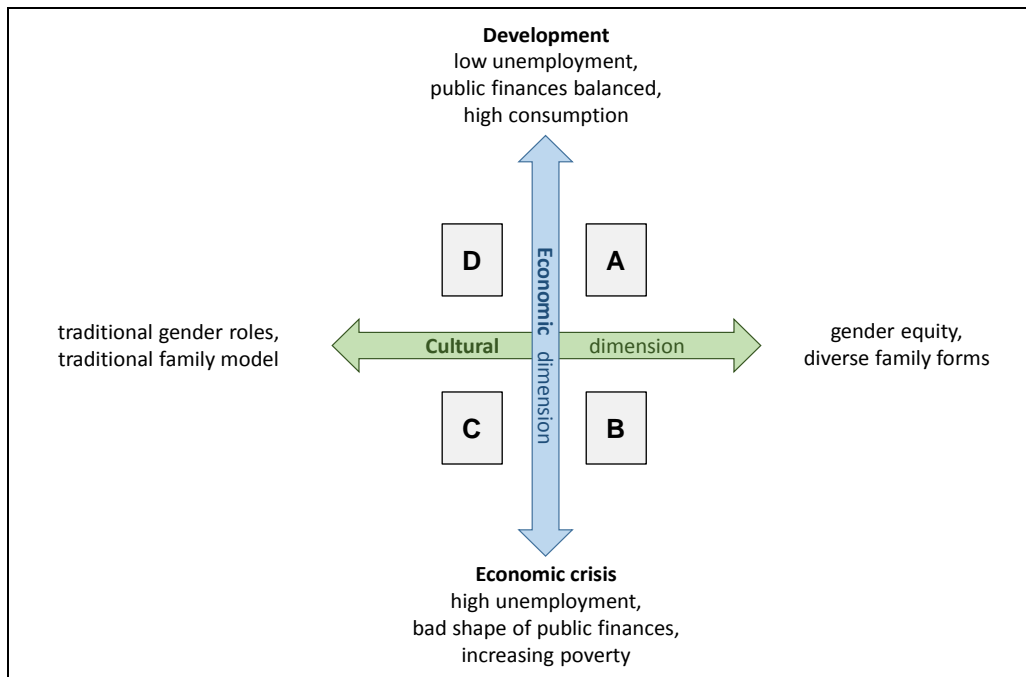 Development
low unemployment,
public finances balanced,
high consumption
D
A
Economic dimension
traditional gender roles,
traditional family model
Cultural dimension
gender equity,
diverse family forms
C
B
Economic crisis
high unemployment,
bad shape of public finances,
increasing poverty